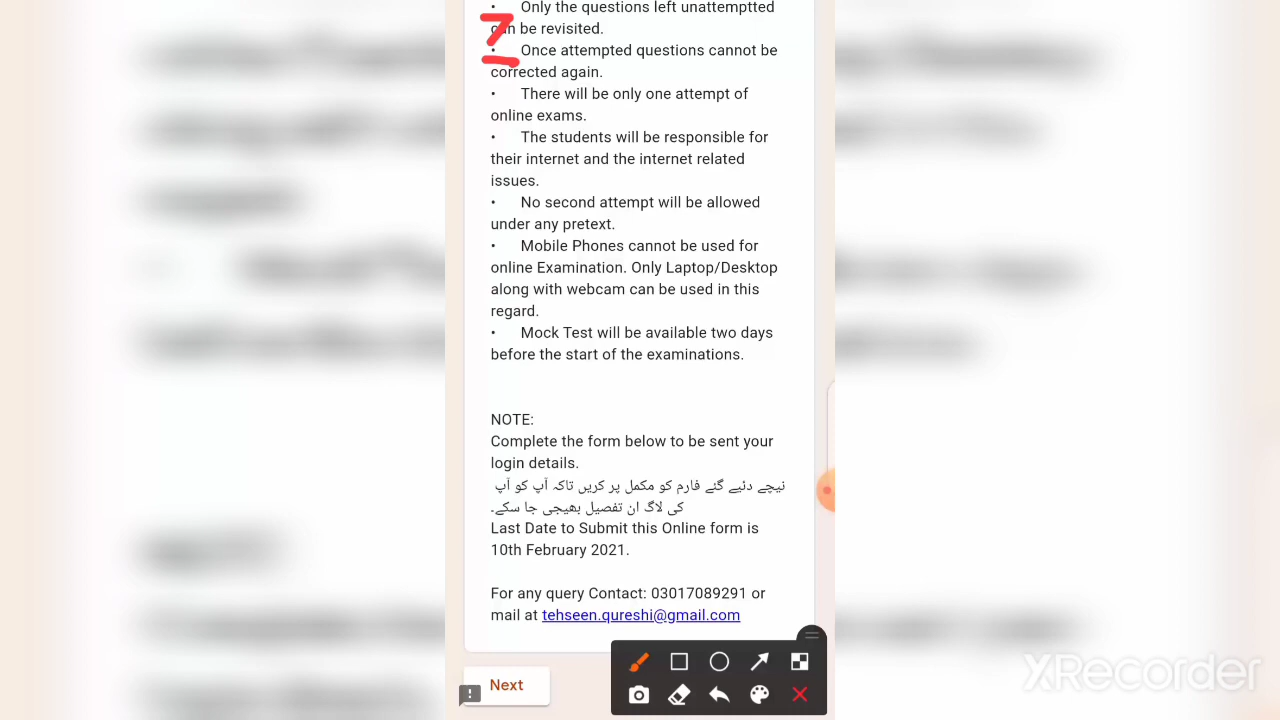 • Only the questions left unattemptted
can be revisited.
• Once attempted questions cannot be
corrected again.
• There will be only one attempt of
online exams.
• The students will be responsible for
their internet and the internet related
issues.
• No second attempt will be allowed
under any pretext.
• Mobile Phones cannot be used for
online Examination. Only Laptop/Desktop
along with webcam can be used in this
regard.
• Mock Test will be available two days
before the start of the examinations.
NOTE:
Complete the form below to be sent your
login details.
نیچے دئیے گئے فارم کو مکمل پر کریں تاکہ آپ کو آپ
کی لاگ ان تفصیل بھیجی جا سکے۔
Last Date to Submit this Online form is
10th February 2021.
For any query Contact: 03017089291 or
mail at tehseen.qureshi@gmail.com
Next
XRecorder